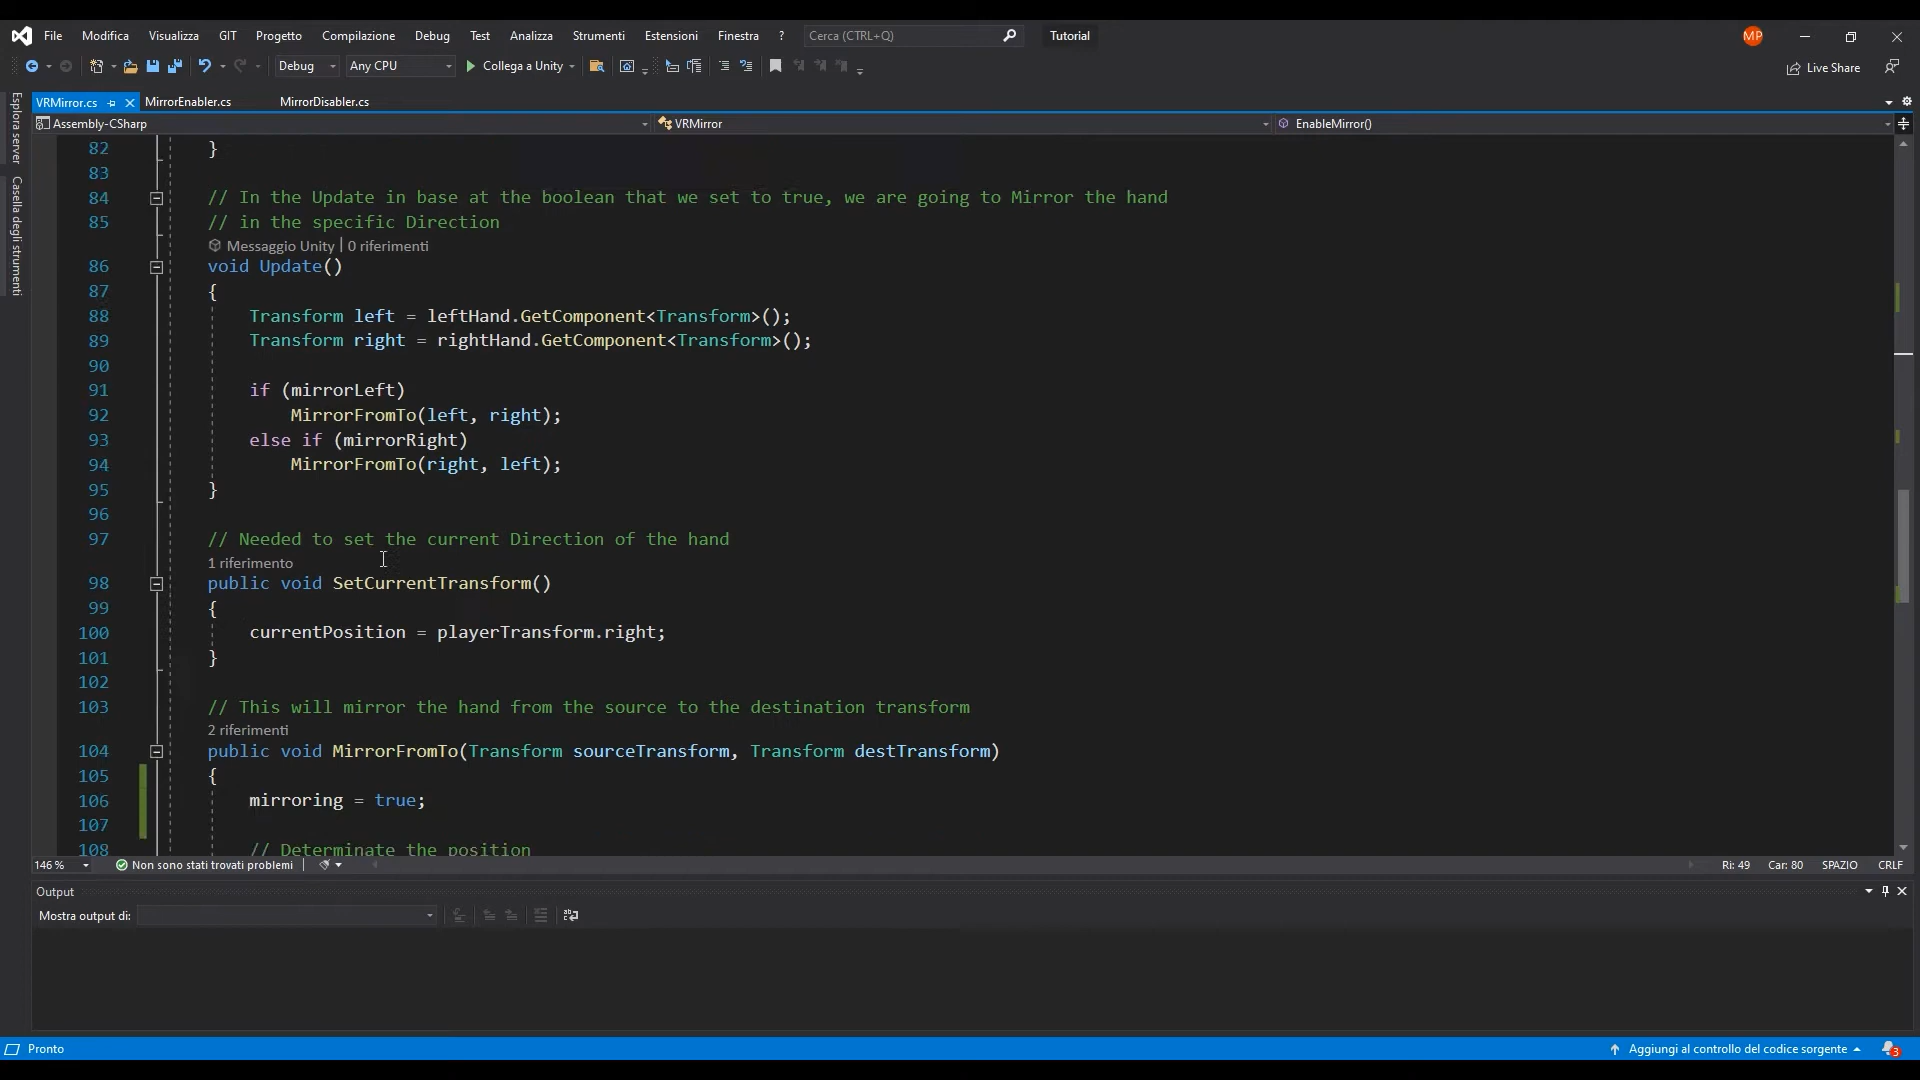 File Modifica Visualizza GIT Progetto Compilazione Debug Test Analizza Strumenti Estensioni Finestra ? Cerca (CTRL+Q) Tutorial MP
Debug Any CPU Collega a Unity Live Share
VRMirror.cs MirrorEnabler.cs MirrorDisabler.cs
Assembly-CSharp VRMirror EnableMirror()
Esplora server
Casella degli strumenti
82 }
83
84 // In the Update in base at the boolean that we set to true, we are going to Mirror the hand
85 // in the specific Direction
Messaggio Unity | 0 riferimenti
86 void Update()
87 {
88 Transform left = leftHand.GetComponent<Transform>();
89 Transform right = rightHand.GetComponent<Transform>();
90
91 if (mirrorLeft)
92 MirrorFromTo(left, right);
93 else if (mirrorRight)
94 MirrorFromTo(right, left);
95 }
96
97 // Needed to set the current Direction of the hand
1 riferimento
98 public void SetCurrentTransform()
99 {
100 currentPosition = playerTransform.right;
101 }
102
103 // This will mirror the hand from the source to the destination transform
2 riferimenti
104 public void MirrorFromTo(Transform sourceTransform, Transform destTransform)
105 {
106 mirroring = true;
107
108 // Determinate the position
146 % Non sono stati trovati problemi Ri: 49 Car: 80 SPAZIO CRLF
Output
Mostra output di:
Pronto Aggiungi al controllo del codice sorgente 3